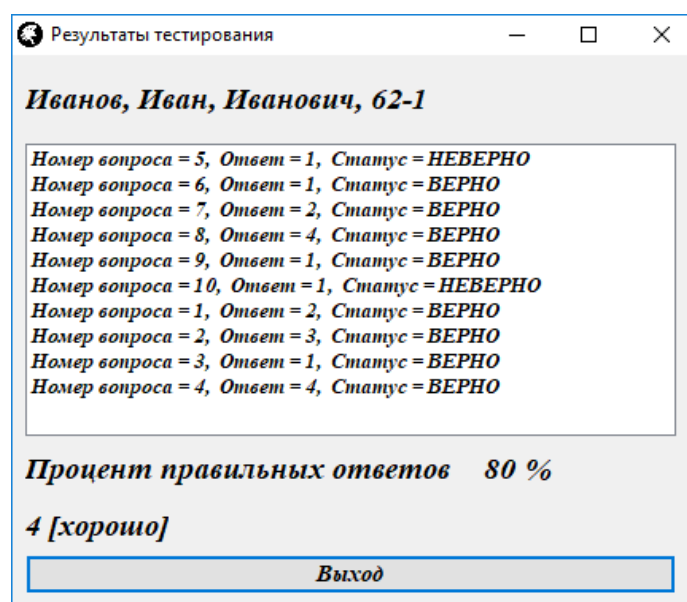 Результаты тестирования
Иванов, Иван, Иванович, 62-1
Номер вопроса = 5, Ответ = 1, Статус = НЕВЕРНО
Номер вопроса = 6, Ответ = 1, Статус = ВЕРНО
Номер вопроса = 7, Ответ = 2, Статус = ВЕРНО
Номер вопроса = 8, Ответ = 4, Статус = ВЕРНО
Номер вопроса = 9, Ответ = 1, Статус = ВЕРНО
Номер вопроса = 10, Ответ = 1, Статус = НЕВЕРНО
Номер вопроса = 1, Ответ = 2, Статус = ВЕРНО
Номер вопроса = 2, Ответ = 3, Статус = ВЕРНО
Номер вопроса = 3, Ответ = 1, Статус = ВЕРНО
Номер вопроса = 4, Ответ = 4, Статус = ВЕРНО
Процент правильных ответов 80 %
4 [хорошо]
Выход